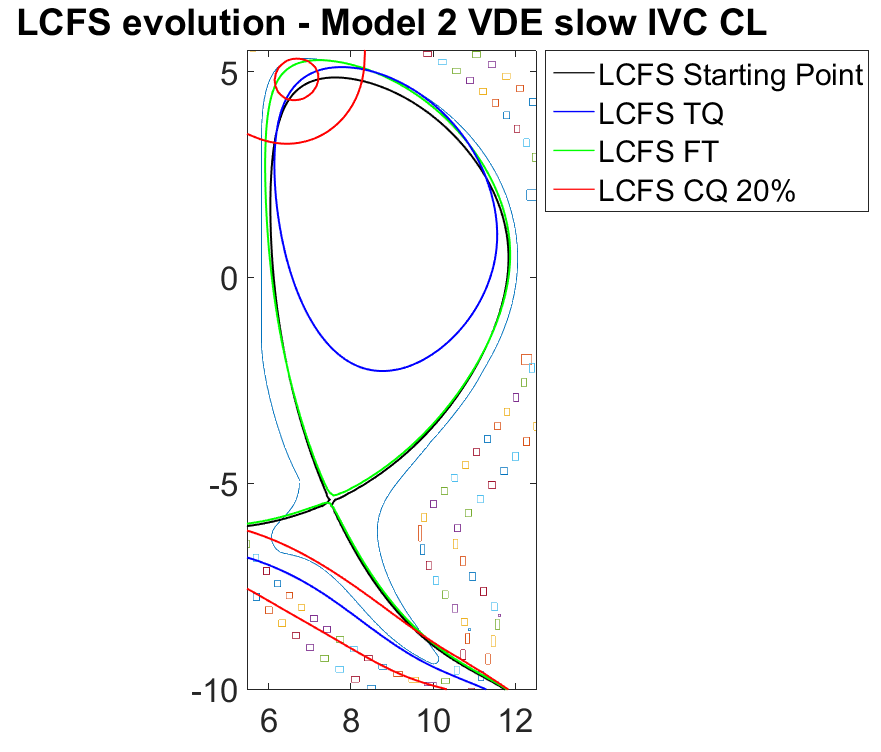 LCFS evolution - Model 2 VDE slow IVC CL
LCFS Starting Point
LCFS TQ
LCFS FT
LCFS CQ 20%
5
0
-5
-10
6 8 10 12